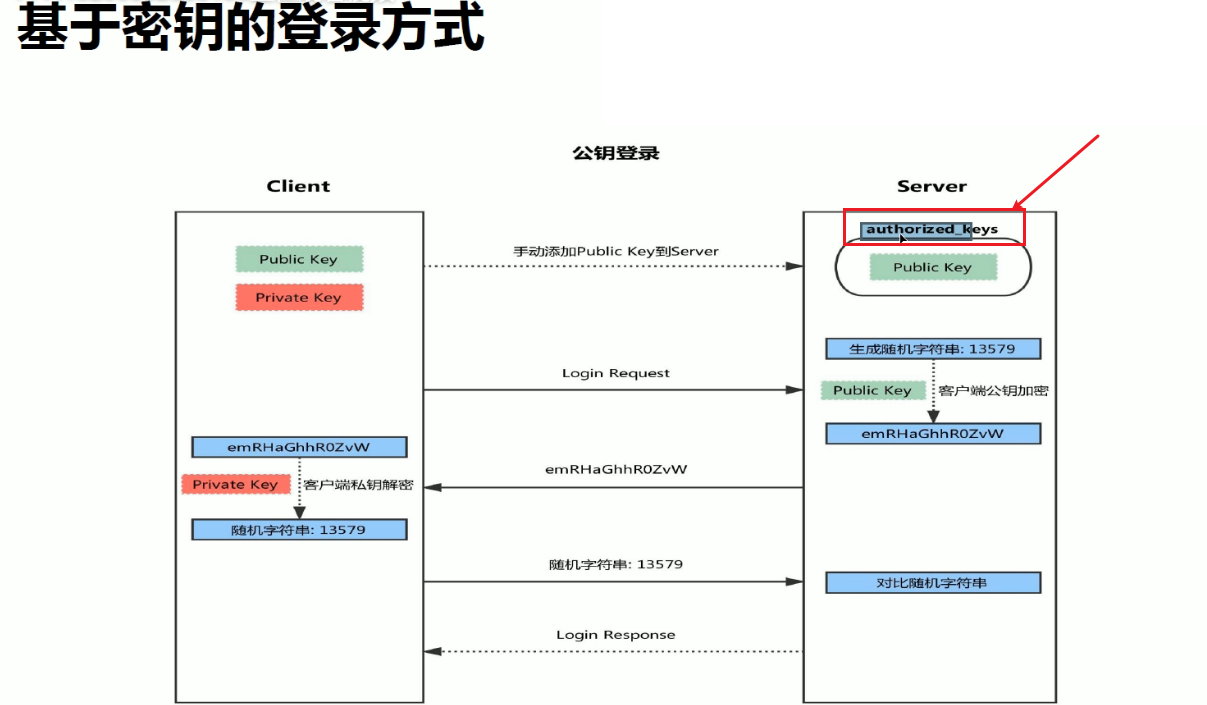 基于密钥的登录方式
公钥登录
Client
Server
authorized_keys
Public Key
手动添加Public Key到Server
Public Key
Private Key
生成随机字符串: 13579
Login Request
Public Key
客户端公钥加密
emRHaGhhR0ZvW
emRHaGhhR0ZvW
emRHaGhhR0ZvW
Private Key
客户端私钥解密
随机字符串: 13579
随机字符串: 13579
对比随机字符串
Login Response